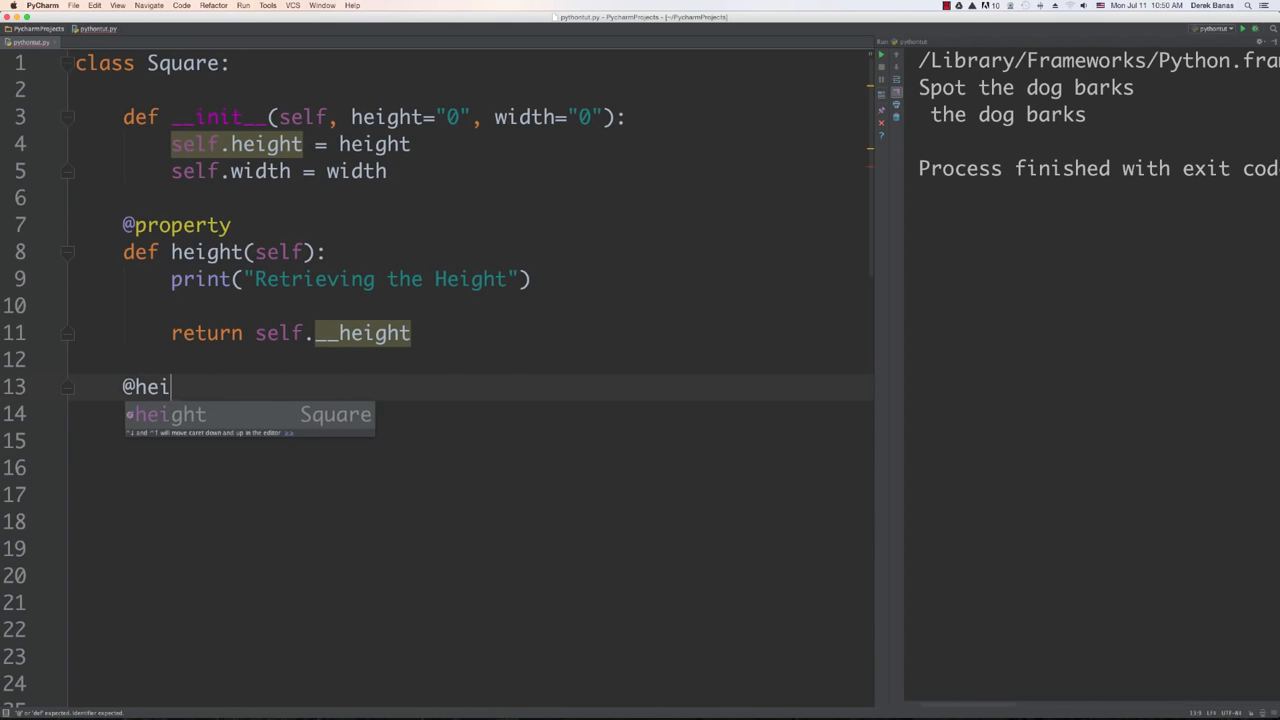 PyCharm File Edit View Navigate Code Refactor Run Tools VCS Window Help
10 Mon Jul 11 10:50 AM Derek Banas
pythontut.py - PycharmProjects - [~/PycharmProjects]
PycharmProjects pythontut.py pythontut
pythontut.py
Run: pythontut
1 class Square:
2
3 def __init__(self, height="0", width="0"):
4 self.height = height
5 self.width = width
6
7 @property
8 def height(self):
9 print("Retrieving the Height")
10
11 return self.__height
12
13 @hei
height Square
14
^↓ and ^↑ will move caret down and up in the editor >>
15
16
17
18
19
20
21
22
23
24
/Library/Frameworks/Python.fra
Spot the dog barks
the dog barks
Process finished with exit cod
'@' or 'def' expected. Identifier expected.
13:9 LF÷ UTF-8÷